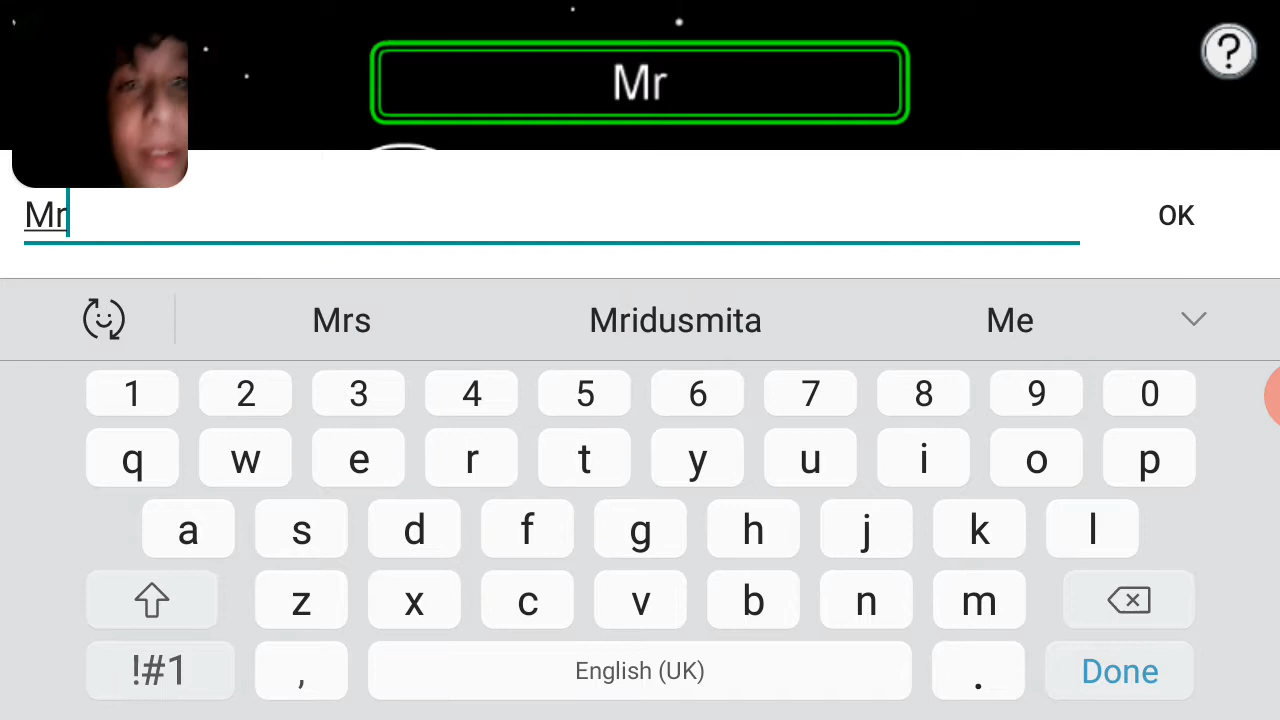 Mr
?
Mr
OK
Mrs Mridusmita Me
1 2 3 4 5 6 7 8 9 0
q w e r t y u i o p
a s d f g h j k l
z x c v b n m
!#1 , English (UK) . Done